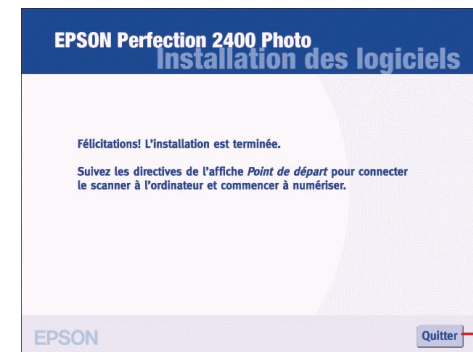 EPSON Perfection 2400 Photo
Installation des logiciels
Félicitations! L'installation est terminée.
Suivez les directives de l'affiche Point de départ pour connecter
le scanner à l'ordinateur et commencer à numériser.
EPSON
Quitter